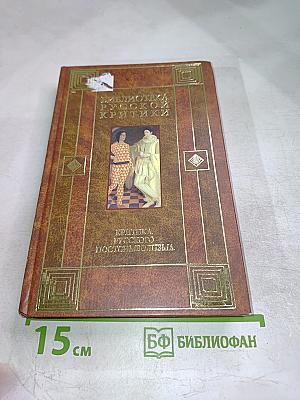 БИБЛИОТЕКА
РУССКОЙ
КРИТИКИ
КРИТИКА
РУССКОГО
ПОСТСИМВОЛИЗМА
15 см
БФ БИБЛИОФАН